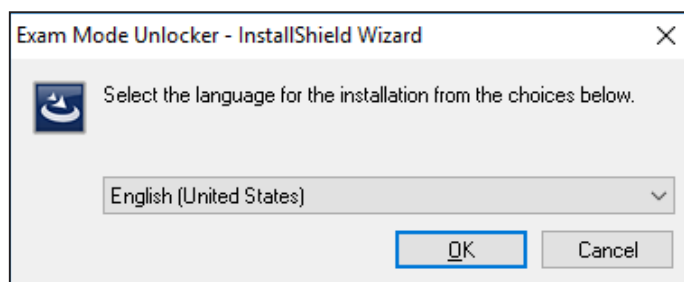 Exam Mode Unlocker - InstallShield Wizard
Select the language for the installation from the choices below.
English (United States)
OK
Cancel